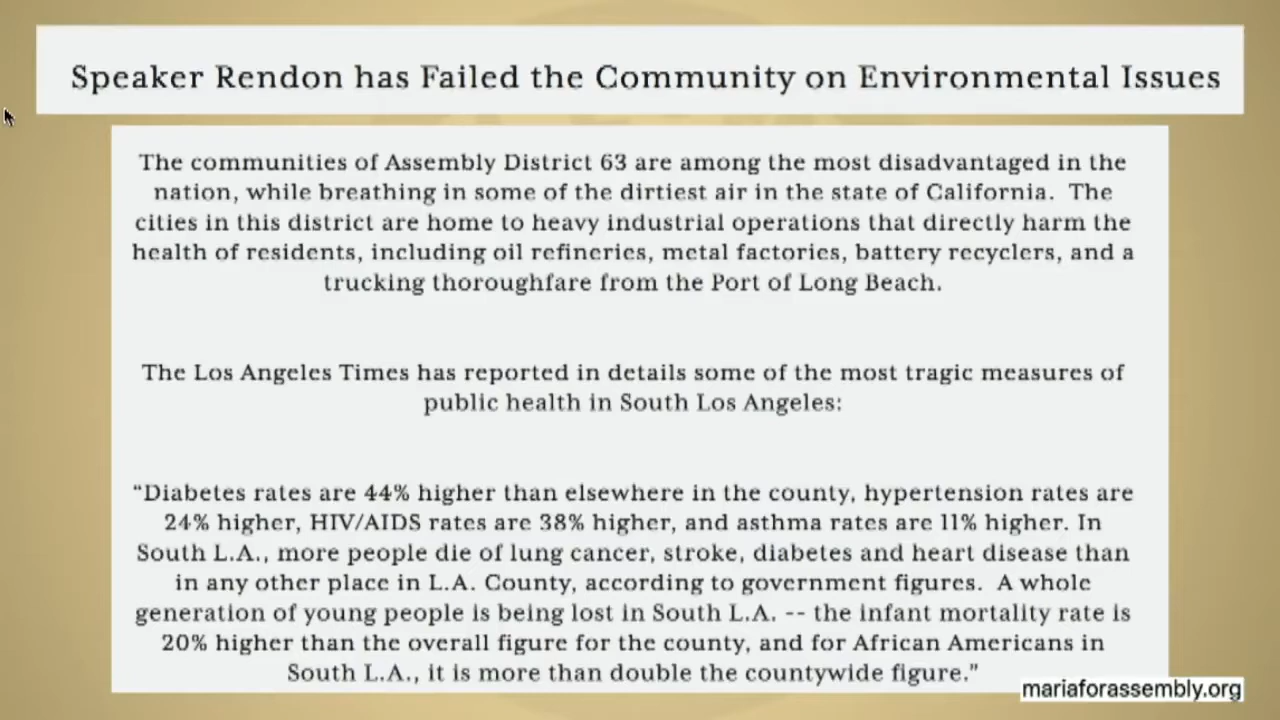 Speaker Rendon has Failed the Community on Environmental Issues
The communities of Assembly District 63 are among the most disadvantaged in the
nation, while breathing in some of the dirtiest air in the state of California.  The
cities in this district are home to heavy industrial operations that directly harm the
health of residents, including oil refineries, metal factories, battery recyclers, and a
trucking thoroughfare from the Port of Long Beach.
The Los Angeles Times has reported in details some of the most tragic measures of
public health in South Los Angeles:
“Diabetes rates are 44% higher than elsewhere in the county, hypertension rates are
24% higher, HIV/AIDS rates are 38% higher, and asthma rates are 11% higher. In
South L.A., more people die of lung cancer, stroke, diabetes and heart disease than
in any other place in L.A. County, according to government figures.  A whole
generation of young people is being lost in South L.A. -- the infant mortality rate is
20% higher than the overall figure for the county, and for African Americans in
South L.A., it is more than double the countywide figure.”
mariaforassembly.org